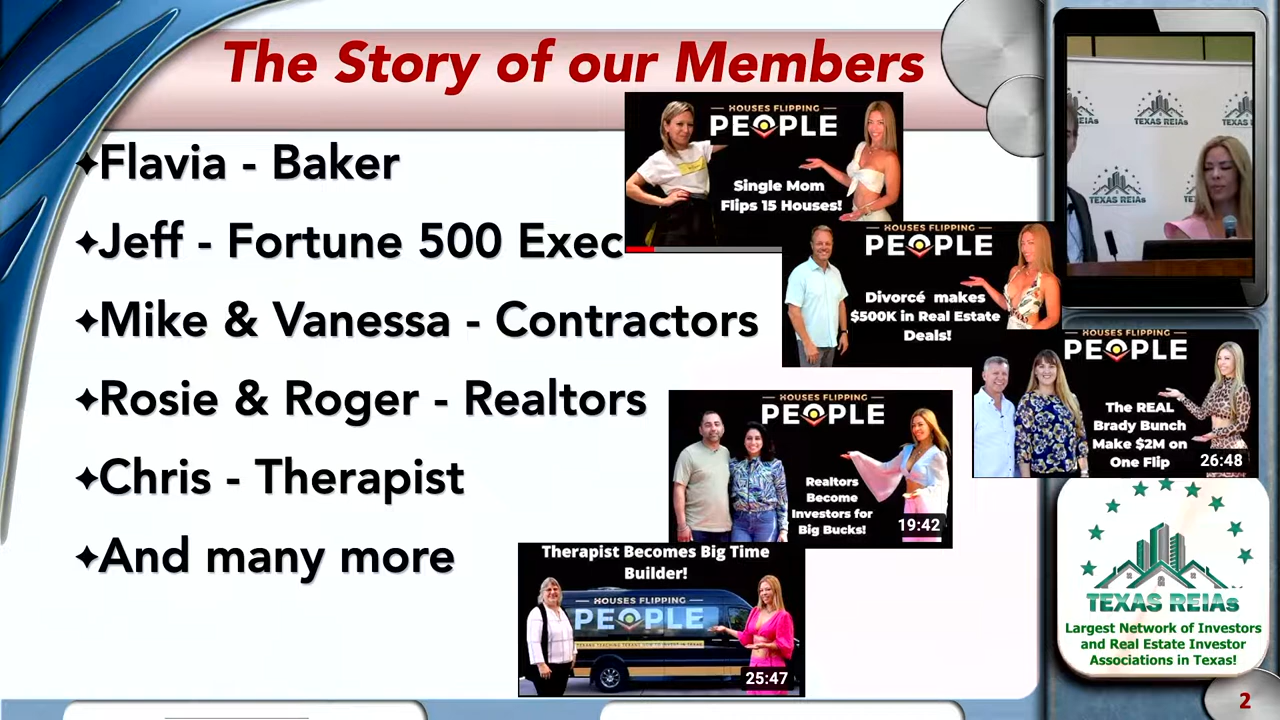 The Story of our Members
✦Flavia - Baker
✦Jeff - Fortune 500 Exec
✦Mike & Vanessa - Contractors
✦Rosie & Roger - Realtors
✦Chris - Therapist
✦And many more
HOUSES FLIPPING
PEOPLE
Single Mom
Flips 15 Houses!
HOUSES FLIPPING
PEOPLE
Divorcé makes
$500K in Real Estate
Deals!
HOUSES FLIPPING
PEOPLE
The REAL
Brady Bunch
Make $2M on
One Flip
26:48
HOUSES FLIPPING
PEOPLE
Realtors
Become
Investors for
Big Bucks!
19:42
Therapist Becomes Big Time
Builder!
HOUSES FLIPPING
PEOPLE
25:47
TEXAS REIAs
TEXAS REIAs
TEXAS REIAs
Largest Network of Investors
and Real Estate Investor
Associations in Texas!
2